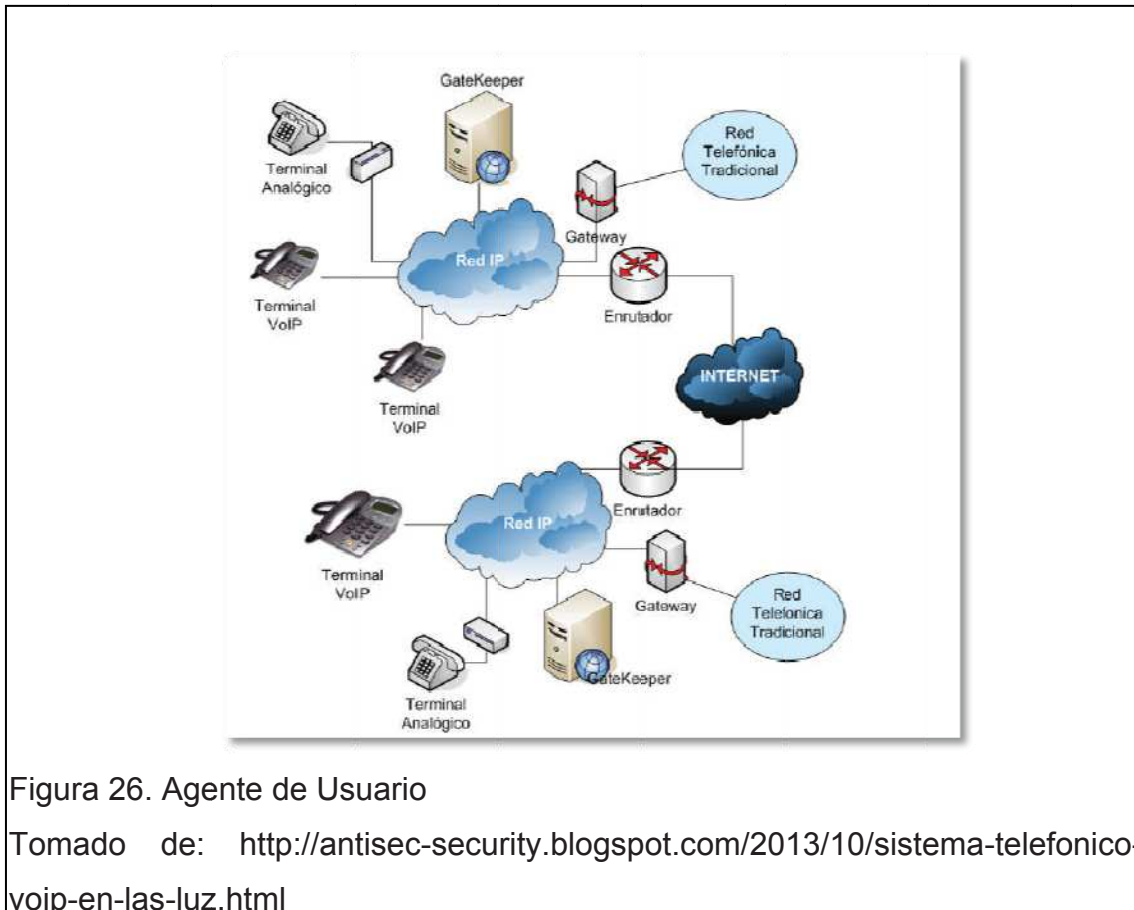 GateKeeper
Terminal
Analógico
Red
Telefónica
Tradicional
Gateway
Red IP
Terminal
VoIP
Enrutador
Terminal
VoIP
INTERNET
Enrutador
Red IP
Terminal
VoIP
Gateway
Red
Telefonica
Tradicional
GateKeeper
Terminal
Analógico
Figura 26. Agente de Usuario
Tomado de: http://antisec-security.blogspot.com/2013/10/sistema-telefonico-
voip-en-las-luz.html